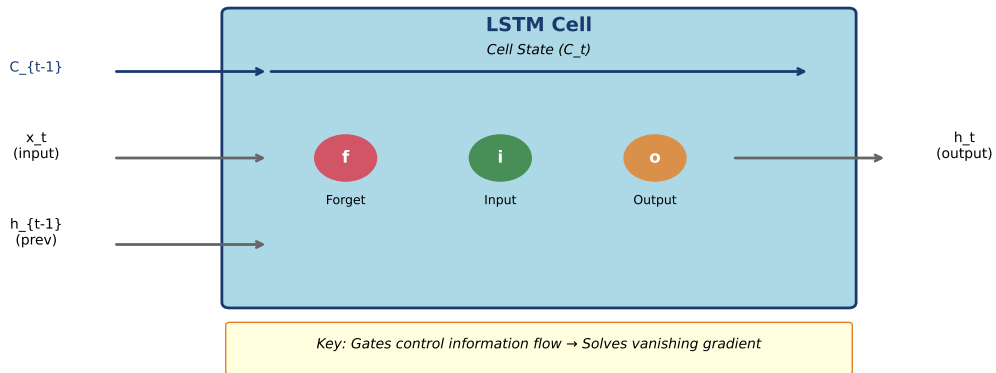 LSTM Cell
Cell State (C_t)
C_{t-1}
x_t
(input)
h_t
(output)
f
i
o
Forget
Input
Output
h_{t-1}
(prev)
Key: Gates control information flow → Solves vanishing gradient